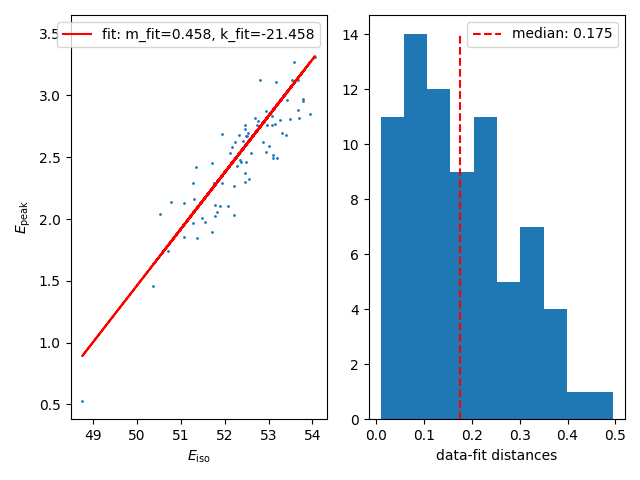 fit: m_fit=0.458, k_fit=-21.458
3.5
3.0
2.5
2.0
1.5
1.0
0.5
E_peak
49 50 51 52 53 54
E_iso
median: 0.175
14
12
10
8
6
4
2
0
0.0 0.1 0.2 0.3 0.4 0.5
data-fit distances